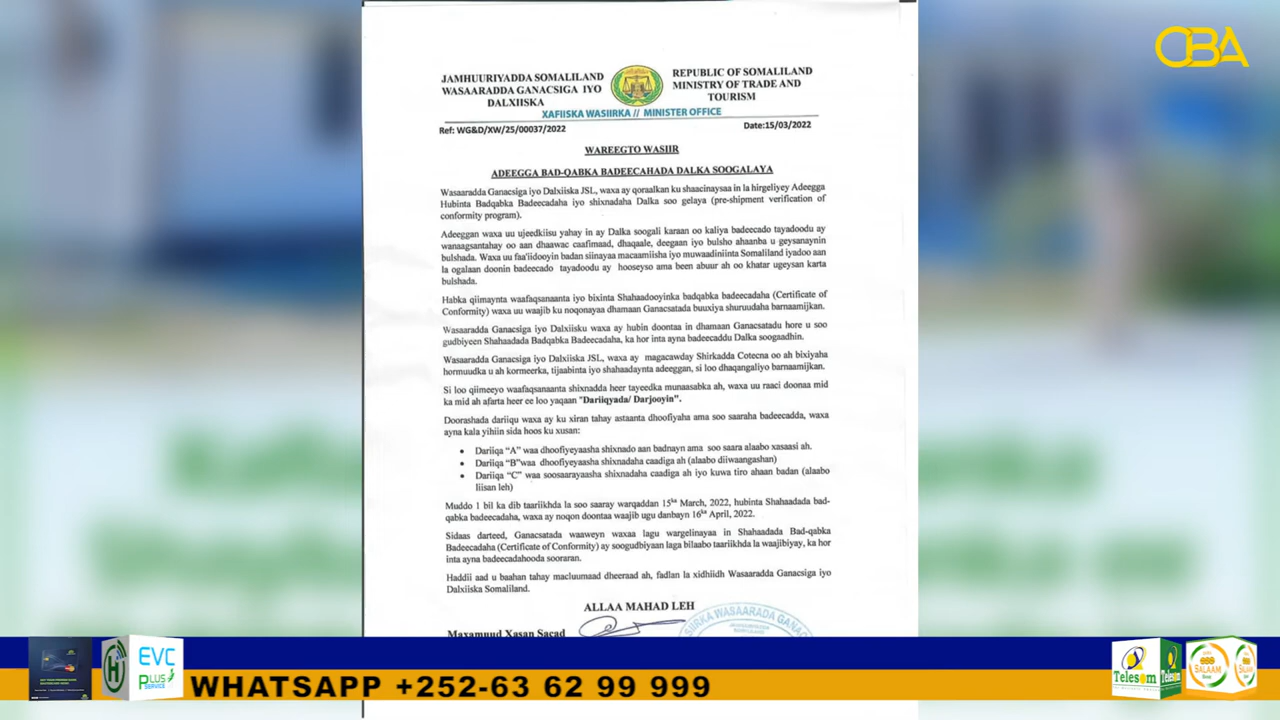 CBA
JAMHUURIYADDA SOMALILAND
WASAARADDA GANACSIGA IYO
DALXIISKA
REPUBLIC OF SOMALILAND
MINISTRY OF TRADE AND
TOURISM
XAFIISKA WASIIRKA // MINISTER OFFICE
Ref: WG&D/XW/25/00037/2022
Date:15/03/2022
WAREEGTO WASIIR
ADEEGGA BAD-QABKA BADEECAHADA DALKA SOOGALAYA
Wasaaradda Ganacsiga iyo Dalxiiska JSL, waxa ay qoraalkan ku shaacinaysaa in la hirgeliyey Adeegga
Hubinta Badqabka Badeecadaha iyo shixnadaha Dalka soo gelaya (pre-shipment verification of
conformity program).
Adeeggan waxa uu ujeedkiisu yahay in ay Dalka soogali karaan oo kaliya badeecado tayadoodu ay
wanaagsantahay oo aan dhaawac caafimaad, dhaqaale, deegaan iyo bulsho ahaanba u geysanaynin
bulshada. Waxa uu faa'iidooyin badan siinayaa macaamiisha iyo muwaadiniinta Somaliland iyadoo aan
la ogalaan doonin badeecado tayadoodu ay hooseyso ama been abuur ah oo khatar ugeysan karta
bulshada.
Habka qiimaynta waafaqsanaanta iyo bixinta Shahaadooyinka badqabka badeecadaha (Certificate of
Conformity) waxa uu waajib ku noqonayaa dhamaan Ganacsatada buuxiya shuruudaha barnaamijkan.
Wasaaradda Ganacsiga iyo Dalxiisku waxa ay hubin doontaa in dhamaan Ganacsatadu hore u soo
gudbiyeen Shahaadada Badqabka Badeecadaha, ka hor inta ayna badeecaddu Dalka soogaadhin.
Wasaaradda Ganacsiga iyo Dalxiiska JSL, waxa ay magacawday Shirkadda Cotecna oo ah bixiyaha
hormuudka u ah kormeerka, tijaabinta iyo shahaadaynta adeeggan, si loo dhaqangaliyo barnaamijkan.
Si loo qiimeeyo waafaqsanaanta shixnadda heer tayeedka munaasabka ah, waxa uu raaci doonaa mid
ka mid ah afarta heer ee loo yaqaan "Dariiqyada/ Darjooyin".
Doorashada dariiqu waxa ay ku xiran tahay astaanta dhoofiyaha ama soo saaraha badeecadda, waxa
ayna kala yihiin sida hoos ku xusan:
• Dariiqa “A” waa dhoofiyeyaasha shixnado aan badnayn ama soo saara alaabo xasaasi ah.
• Dariiqa “B”waa dhoofiyeyaasha shixnadaha caadiga ah (alaabo diiwaangashan)
• Dariiqa “C” waa soosaarayaasha shixnadaha caadiga ah iyo kuwa tiro ahaan badan (alaabo
liisan leh)
Muddo 1 bil ka dib taariikhda la soo saaray warqaddan 15ka March, 2022, hubinta Shahaadada bad-
qabka badeecadaha, waxa ay noqon doontaa waajib ugu danbayn 16ka April, 2022.
Sidaas darteed, Ganacsatada waaweyn waxaa lagu wargelinayaa in Shahaadada Bad-qabka
Badeecadaha (Certificate of Conformity) ay soogudbiyaan laga bilaabo taariikhda la waajibiyay, ka hor
inta ayna badeecadahooda sooraran.
Haddii aad u baahan tahay macluumaad dheeraad ah, fadlan la xidhiidh Wasaaradda Ganacsiga iyo
Dalxiiska Somaliland.
ALLAA MAHAD LEH
Maxamuud Xasan Sacad
WASAARADA GANAC
EVC
PLUS
SERVICE
WHATSAPP +252-63 62 99 999
Telesom
SALAAM